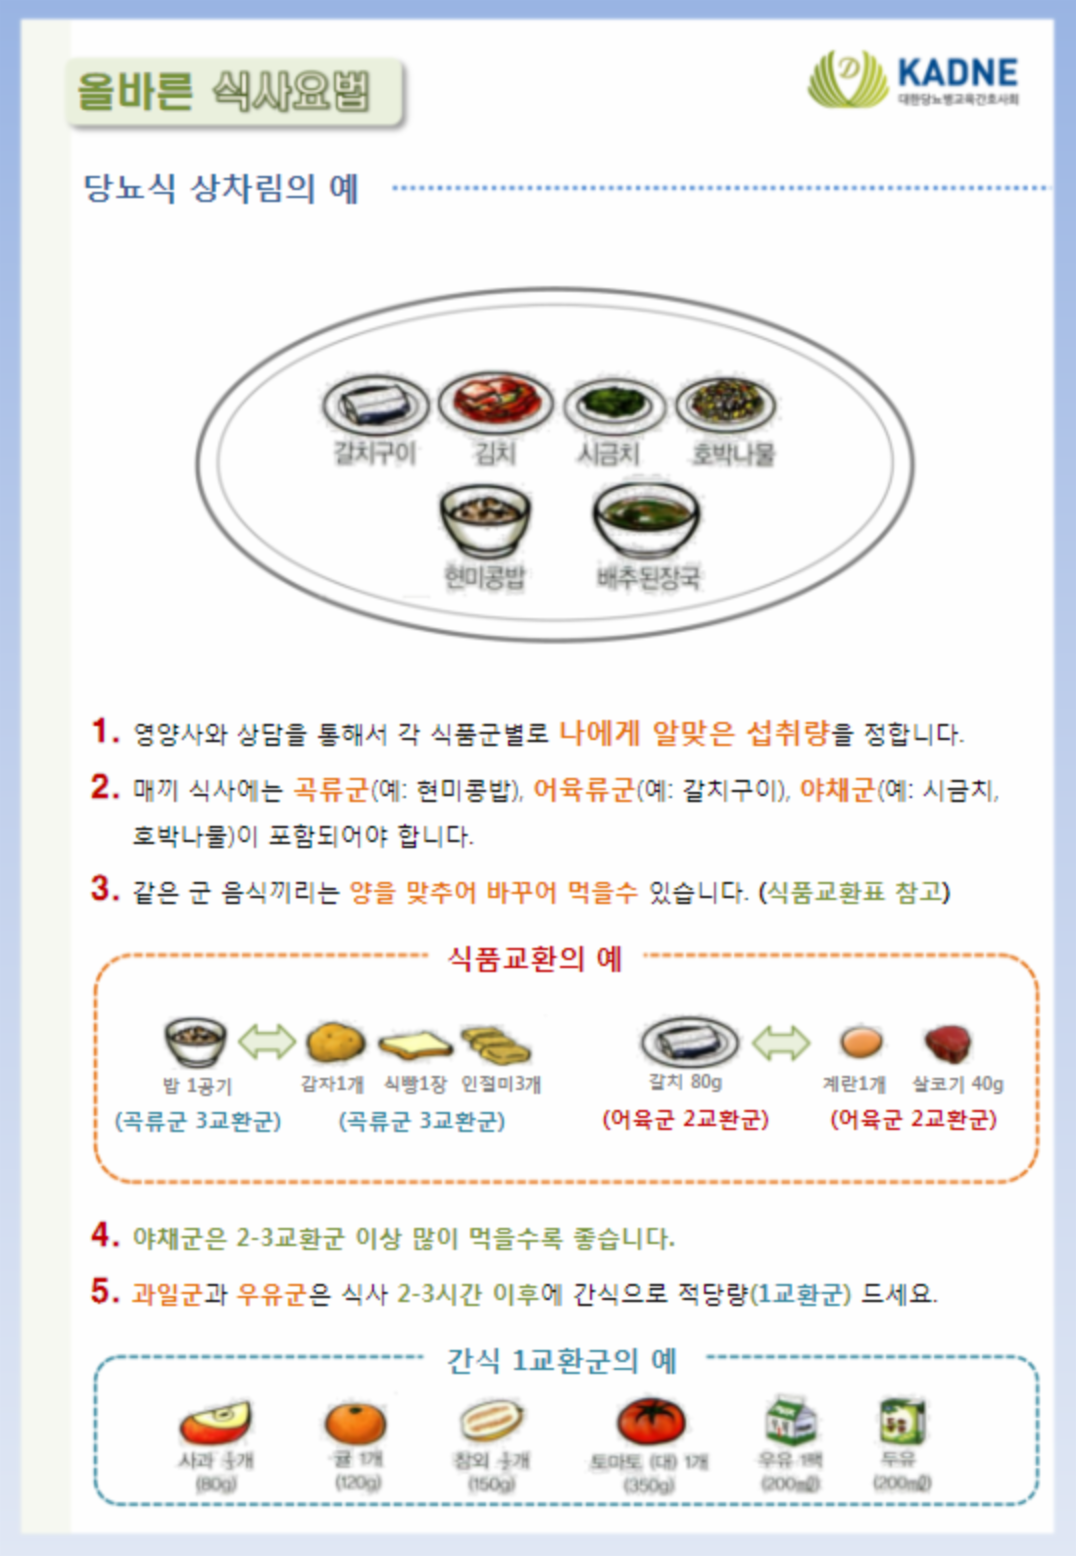 올바른 식사요법
KADNE
대한당뇨병교육간호사회
당뇨식 상차림의 예
갈치구이 김치 시금치 호박나물
현미콩밥 배추된장국
1. 영양사와 상담을 통해서 각 식품군별로 나에게 알맞은 섭취량을 정합니다.
2. 매끼 식사에는 곡류군(예: 현미콩밥), 어육류군(예: 갈치구이), 야채군(예: 시금치,
호박나물)이 포함되어야 합니다.
3. 같은 군 음식끼리는 양을 맞추어 바꾸어 먹을수 있습니다. (식품교환표 참고)
식품교환의 예
밥 1공기 감자1개 식빵1장 인절미3개 갈치 80g 계란1개 살코기 40g
(곡류군 3교환군) (곡류군 3교환군) (어육군 2교환군) (어육군 2교환군)
4. 야채군은 2-3교환군 이상 많이 먹을수록 좋습니다.
5. 과일군과 우유군은 식사 2-3시간 이후에 간식으로 적당량(1교환군) 드세요.
간식 1교환군의 예
사과 개 귤 1개 참외 개 토마토 (대) 1개 우유 1팩 두유
(80g) (120g) (150g) (350g) (200㎖) (200㎖)